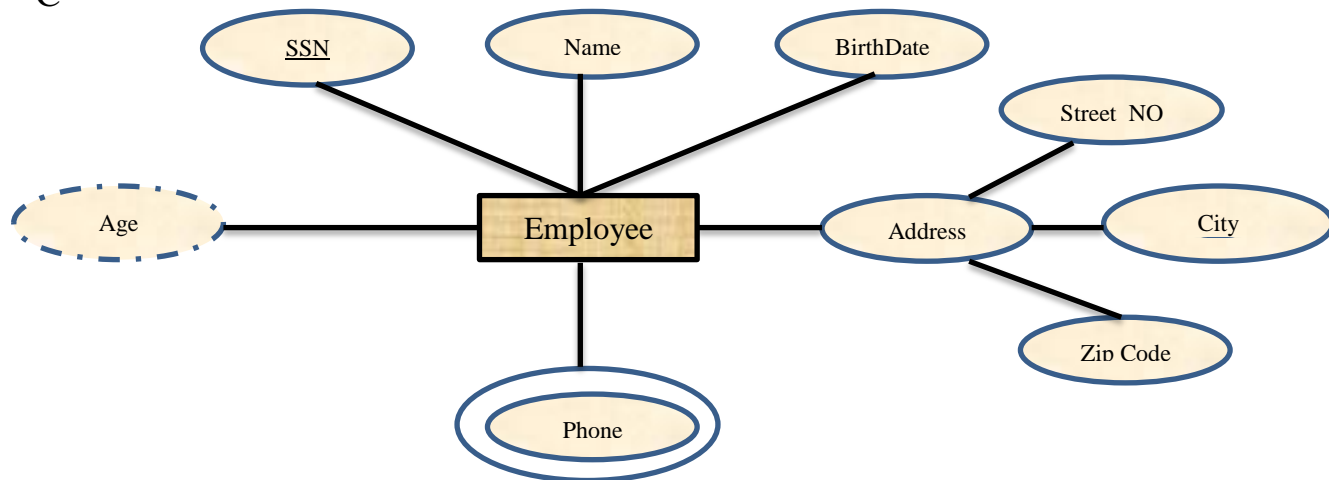 SSN
Name
BirthDate
Street NO
Age
Employee
Address
City
Zip Code
Phone